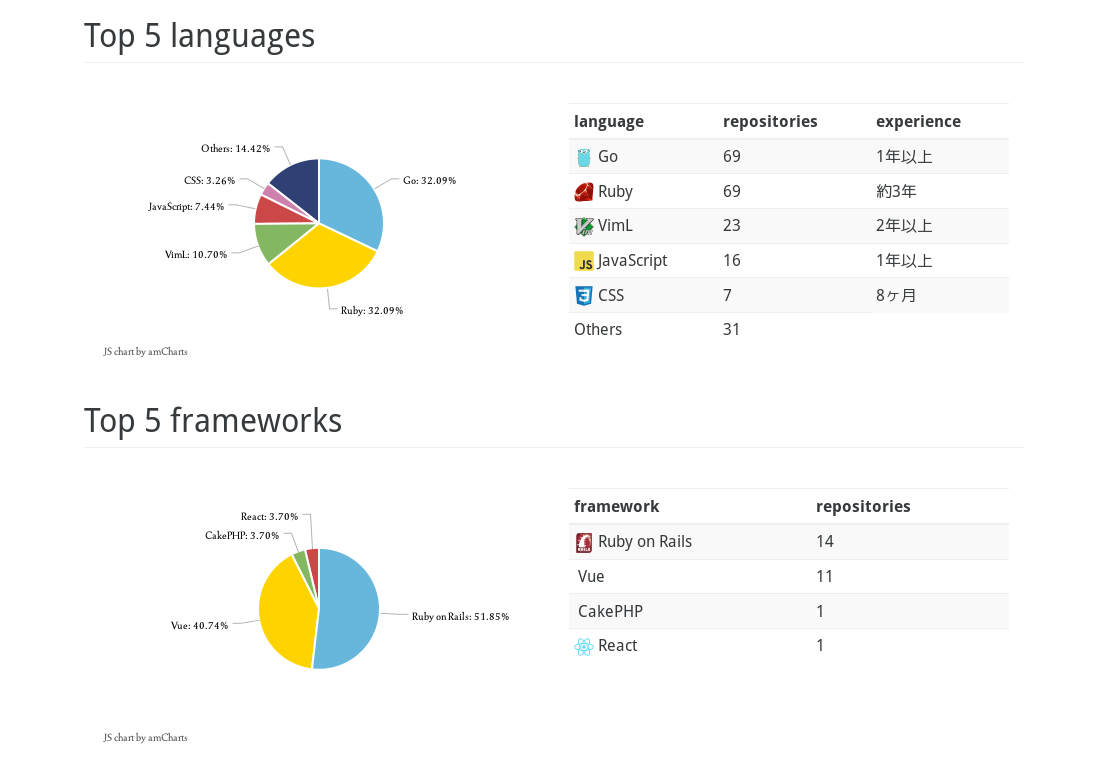 Top 5 languages
Others: 14.42%
CSS: 3.26%
JavaScript: 7.44%
VimL: 10.70%
Go: 32.09%
Ruby: 32.09%
JS chart by amCharts
language repositories experience
Go 69 1年以上
Ruby 69 約3年
VimL 23 2年以上
JS JavaScript 16 1年以上
CSS 7 8ヶ月
Others 31
Top 5 frameworks
React: 3.70%
CakePHP: 3.70%
Vue: 40.74%
Ruby on Rails: 51.85%
JS chart by amCharts
framework repositories
RAILS Ruby on Rails 14
Vue 11
CakePHP 1
React 1